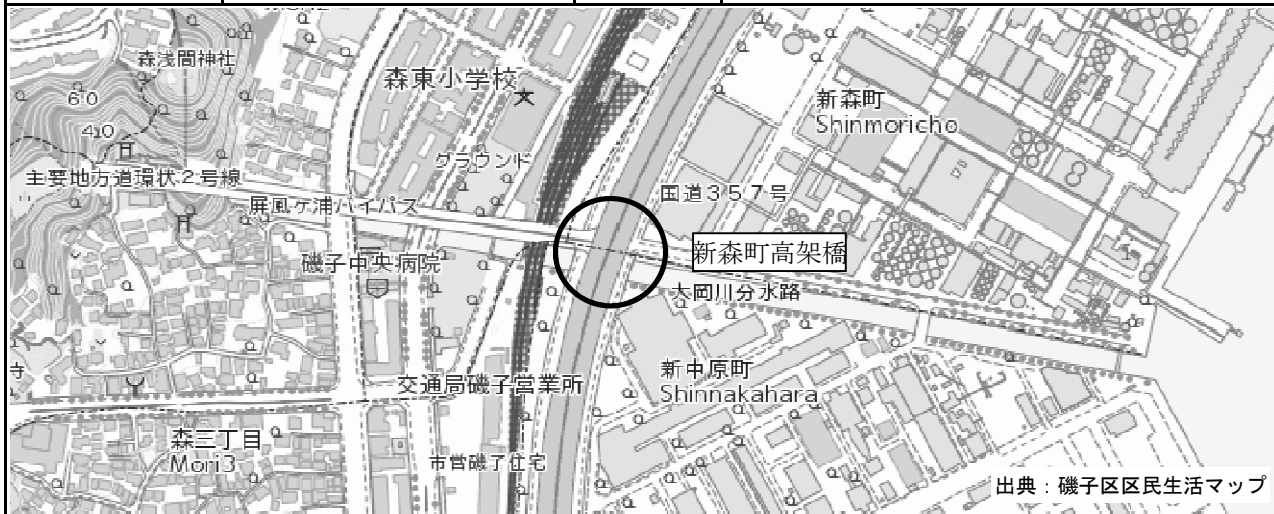 森浅間神社
60
40
主要地方道環状2号線
屏風ケ浦バイパス
森東小学校
グラウンド
磯子中央病院
国道357号
新森町
Shinmoricho
新森町高架橋
大岡川分水路
新中原町
Shinnakahara
交通局磯子営業所
森三丁目
Mori3
市営磯子住宅
寺
出典：磯子区区民生活マップ